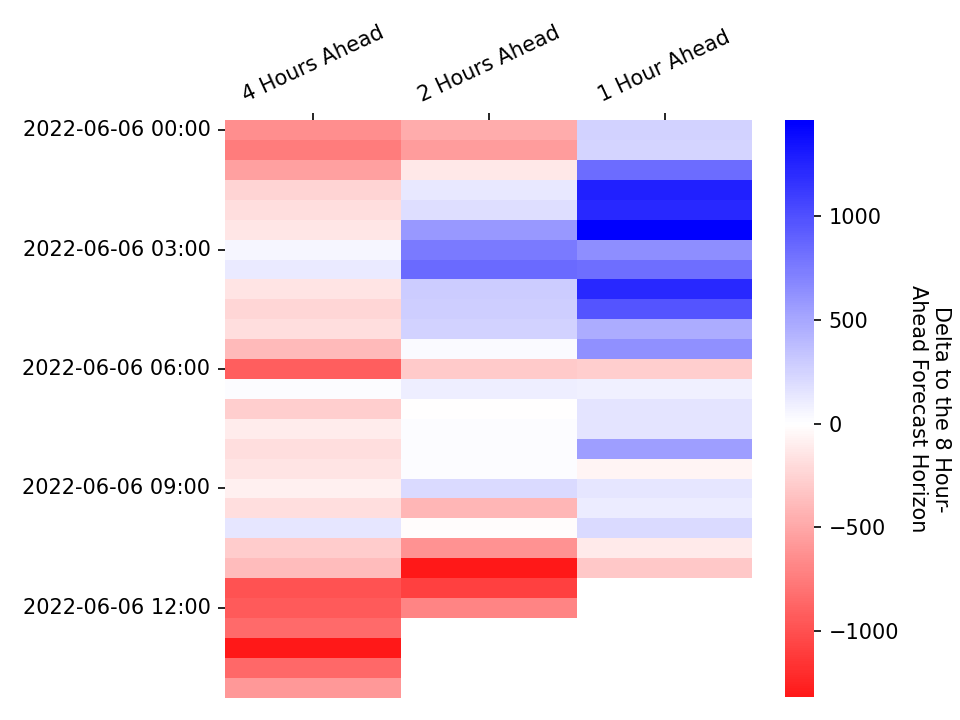 4 Hours Ahead
2 Hours Ahead
1 Hour Ahead
2022-06-06 00:00
2022-06-06 03:00
2022-06-06 06:00
2022-06-06 09:00
2022-06-06 12:00
1000
500
0
−500
−1000
Delta to the 8 Hour-
Ahead Forecast Horizon